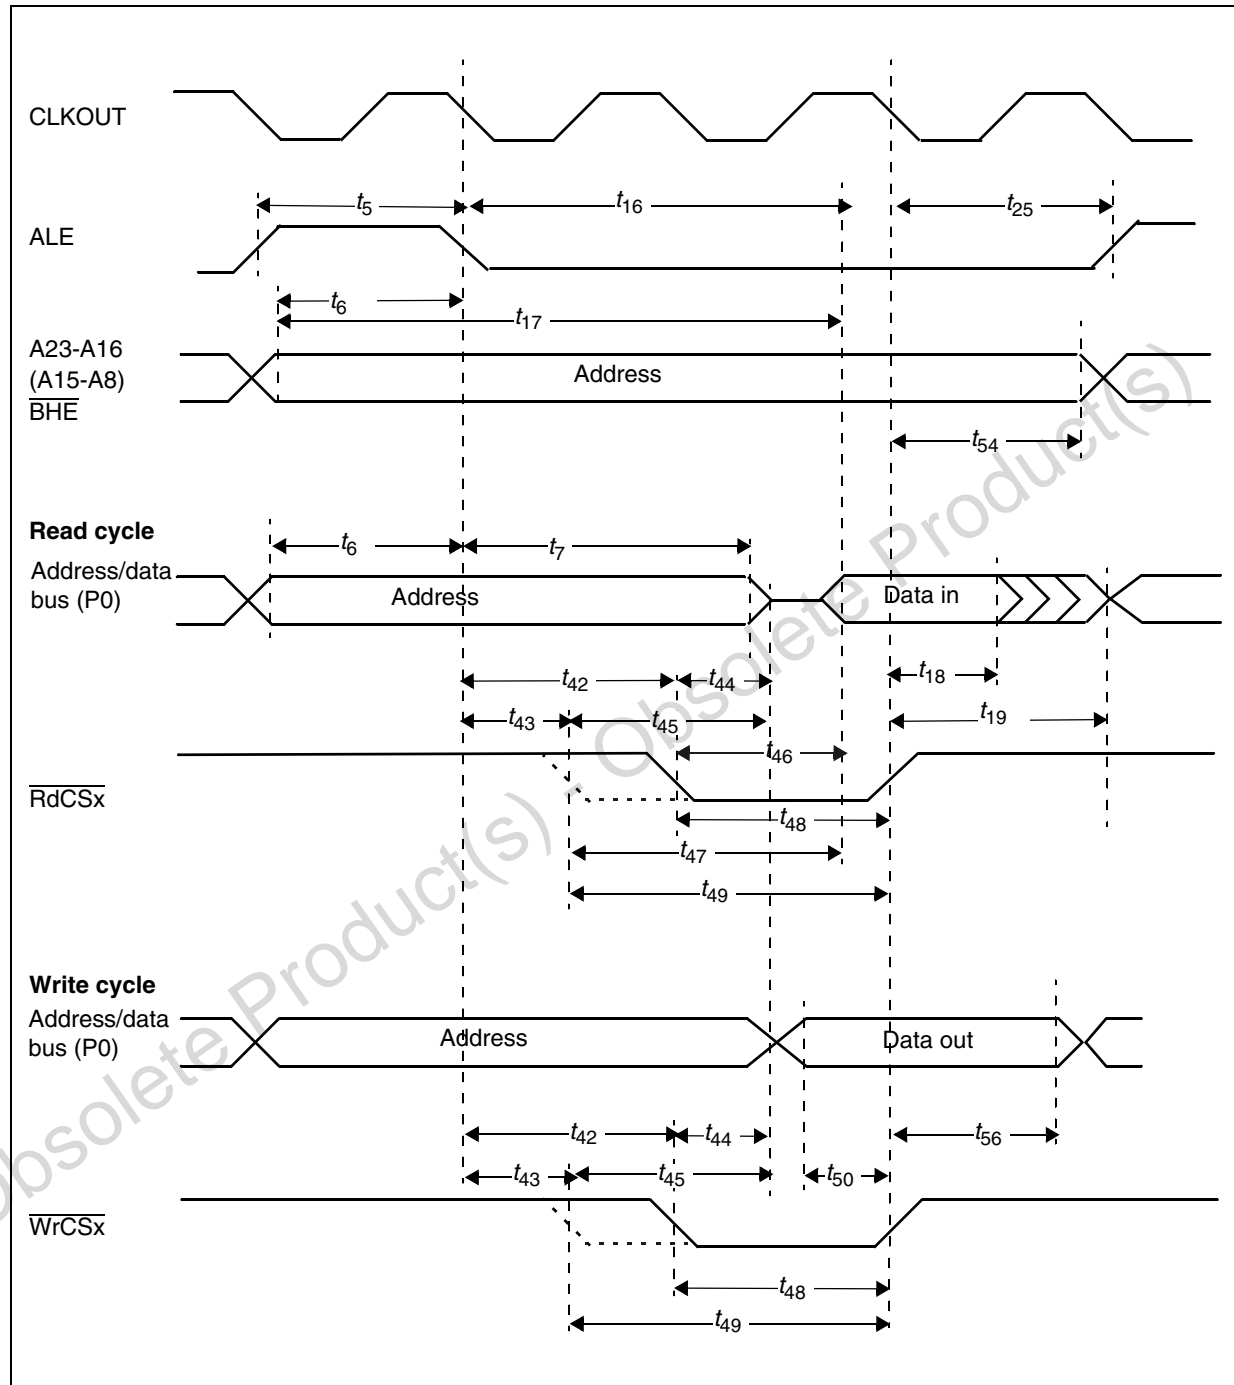 CLKOUT
t5
t16
t25
ALE
t6
t17
A23-A16
(A15-A8)
BHE
Address
t54
Read cycle
t6
t7
Address/data
bus (P0)
Address
Data in
t42
t44
t18
t43
t45
t19
t46
RdCSx
t48
t47
t49
Write cycle
Address/data
bus (P0)
Address
Data out
t42
t44
t56
t43
t45
t50
WrCSx
t48
t49
Obsolete Product(s) - Obsolete Product(s)